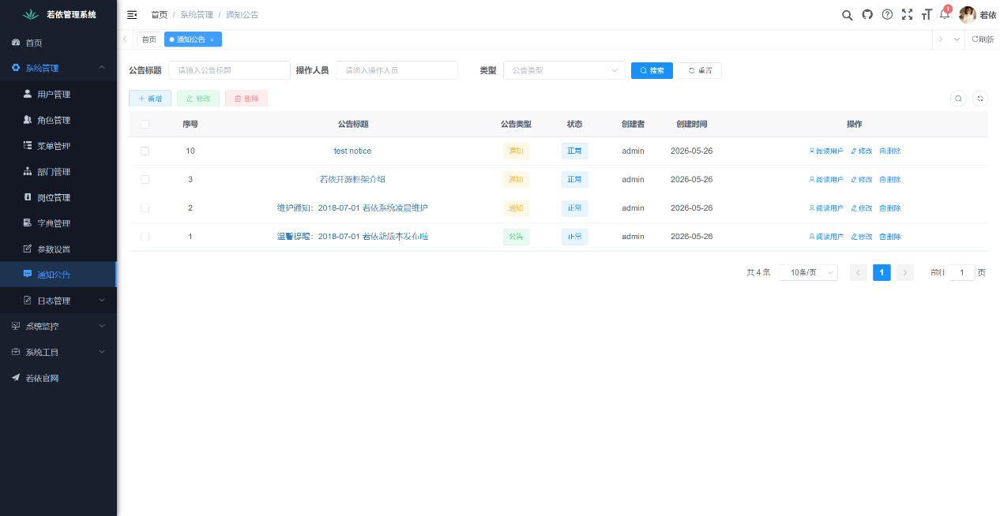 若依管理系统
首页 / 系统管理 / 通知公告
1
若依
首页
系统管理
用户管理
角色管理
菜单管理
部门管理
岗位管理
字典管理
参数设置
通知公告
日志管理
系统监控
系统工具
若依官网
首页 通知公告 ×
刷新
公告标题 请输入公告标题 操作人员 请输入操作人员 类型 公告类型 搜索 重置
新增 修改 删除
序号 公告标题 公告类型 状态 创建者 创建时间 操作
10 test notice 通知 正常 admin 2026-05-26 阅读用户 修改 删除
3 若依开源框架介绍 通知 正常 admin 2026-05-26 阅读用户 修改 删除
2 维护通知：2018-07-01 若依系统凌晨维护 通知 正常 admin 2026-05-26 阅读用户 修改 删除
1 温馨提醒：2018-07-01 若依新版本发布啦 公告 正常 admin 2026-05-26 阅读用户 修改 删除
共 4 条 10条/页 1 前往 1 页